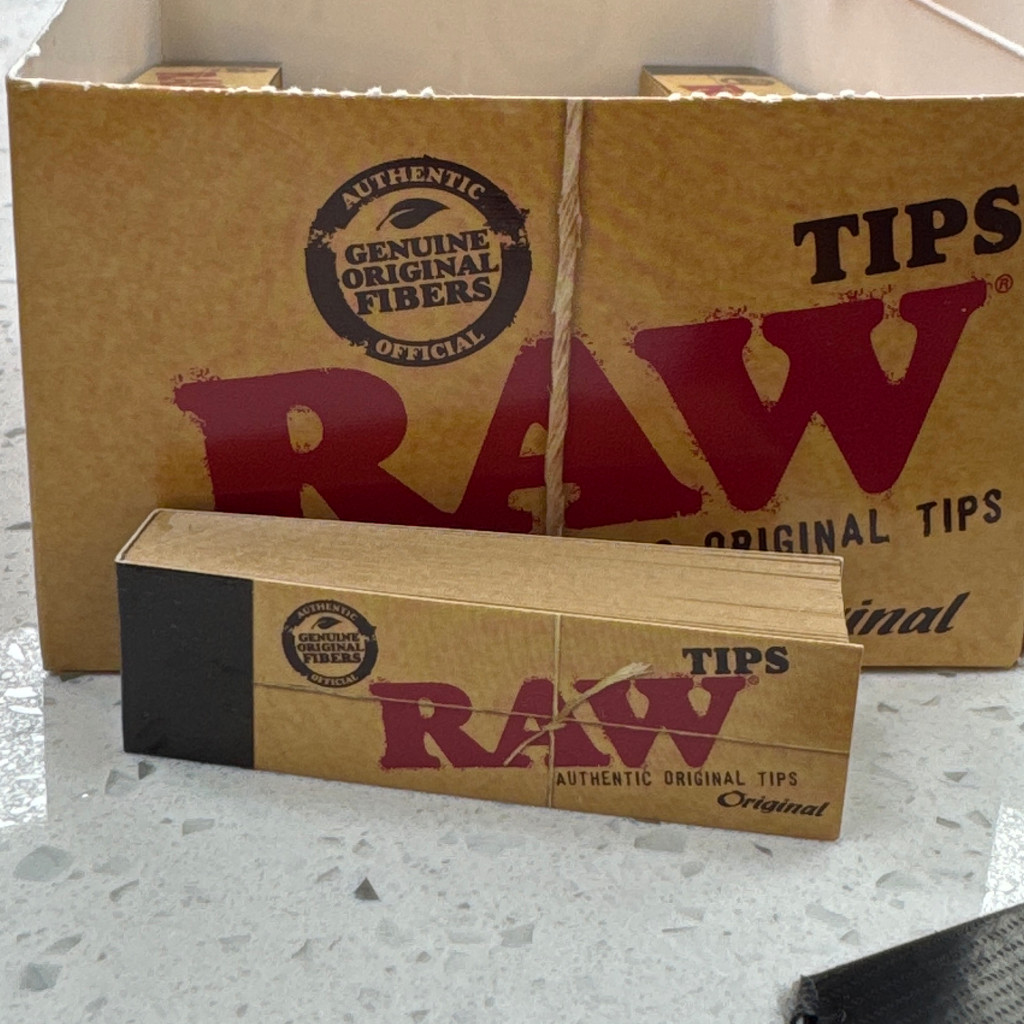 AUTHENTIC
GENUINE
ORIGINAL
FIBERS
OFFICIAL
TIPS
RAW®
ORIGINAL TIPS
AUTHENTIC
GENUINE
ORIGINAL
FIBERS
OFFICIAL
TIPS
RAW®
AUTHENTIC ORIGINAL TIPS
Original